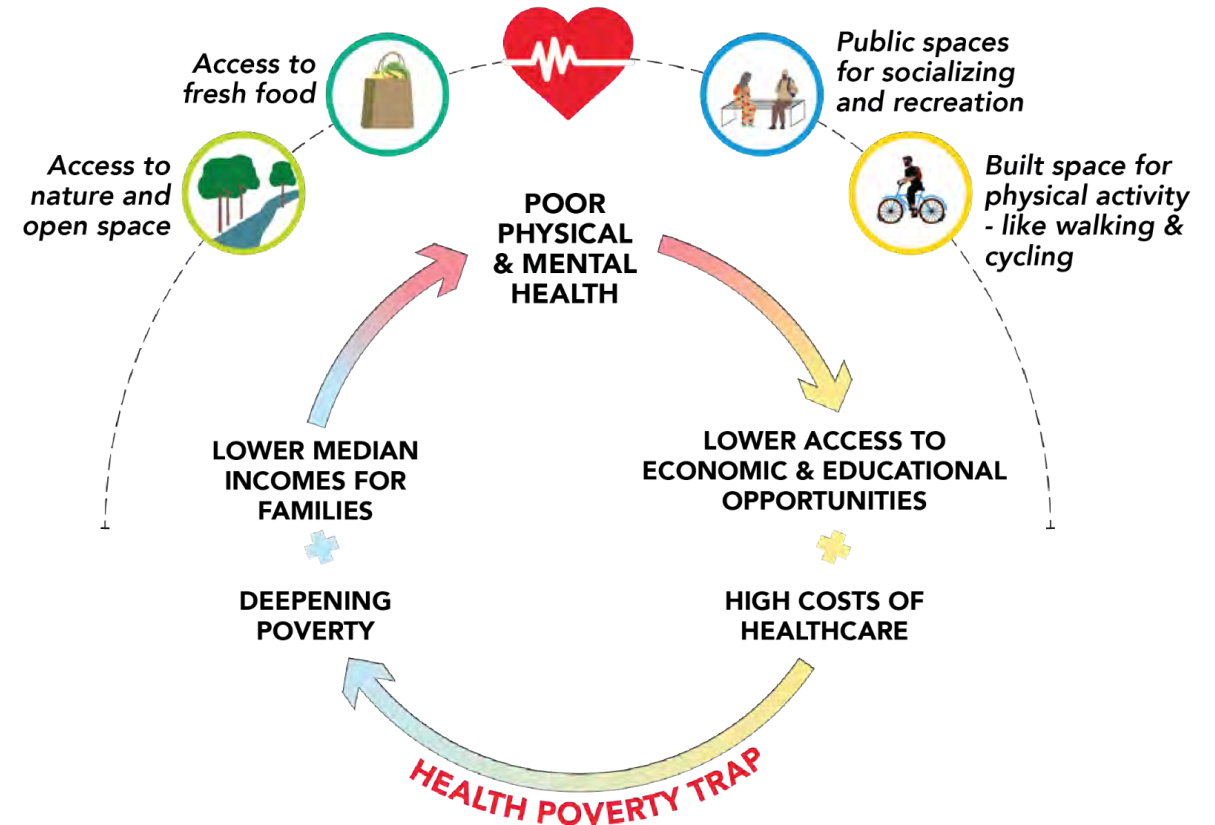 Access to
fresh food
Public spaces
for socializing
and recreation
Access to
nature and
open space
Built space for
physical activity
- like walking &
cycling
POOR
PHYSICAL
& MENTAL
HEALTH
LOWER MEDIAN
INCOMES FOR
FAMILIES
LOWER ACCESS TO
ECONOMIC & EDUCATIONAL
OPPORTUNITIES
DEEPENING
POVERTY
HIGH COSTS OF
HEALTHCARE
HEALTH POVERTY TRAP